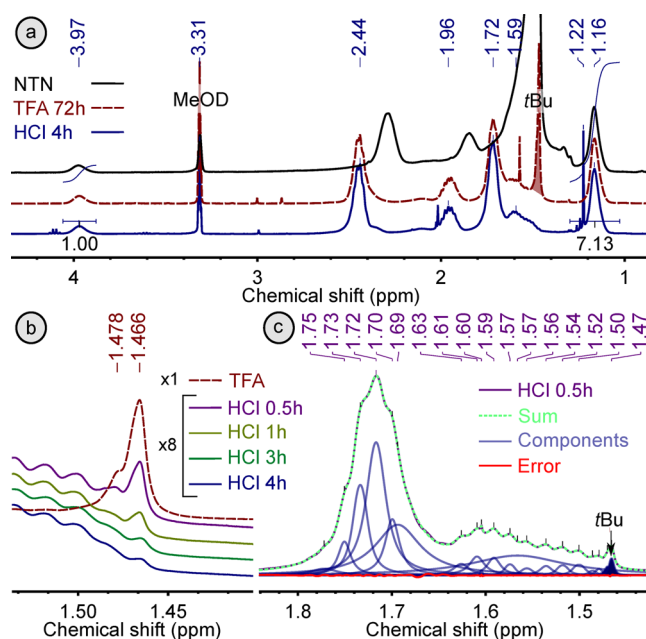 a
3.97
3.31
2.44
1.96
1.72
1.59
1.22
1.16
NTN
TFA 72h
HCl 4h
MeOD
tBu
1.00
7.13
4
3
2
1
Chemical shift (ppm)
b
1.478
1.466
x1
TFA
x8
HCl 0.5h
HCl 1h
HCl 3h
HCl 4h
1.50
1.45
Chemical shift (ppm)
c
1.75
1.73
1.72
1.70
1.69
1.63
1.61
1.60
1.59
1.57
1.57
1.56
1.54
1.52
1.50
1.47
HCl 0.5h
Sum
Components
Error
tBu
1.8
1.7
1.6
1.5
Chemical shift (ppm)